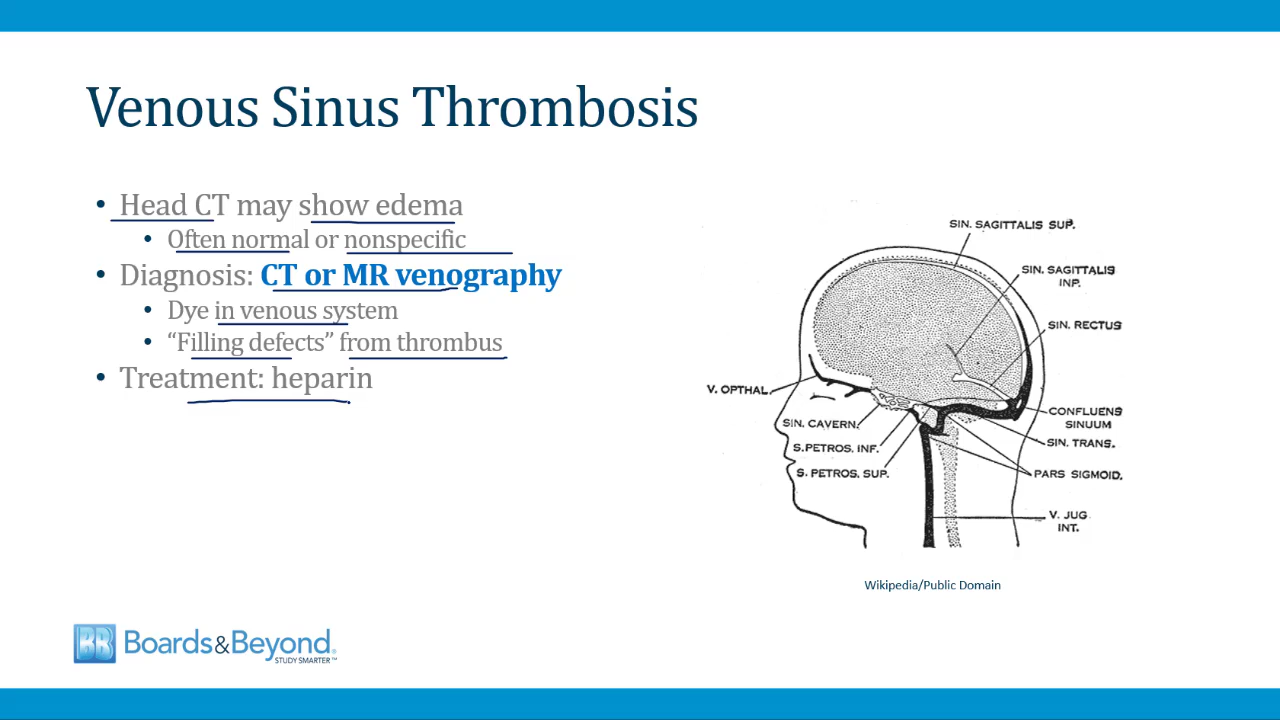 Venous Sinus Thrombosis
• Head CT may show edema
• Often normal or nonspecific
• Diagnosis: CT or MR venography
• Dye in venous system
• “Filling defects” from thrombus
• Treatment: heparin
SIN. SAGITTALIS SUP.
SIN. SAGITTALIS
INP.
SIN. RECTUS
V. OPTHAL.
CONFLUENS
SINUUM
SIN. CAVERN.
SIN. TRANS.
S. PETROS. INF.
S. PETROS. SUP.
PARS SIGMOID.
V. JUG
INT.
Wikipedia/Public Domain
BB Boards&Beyond®
STUDY SMARTER™